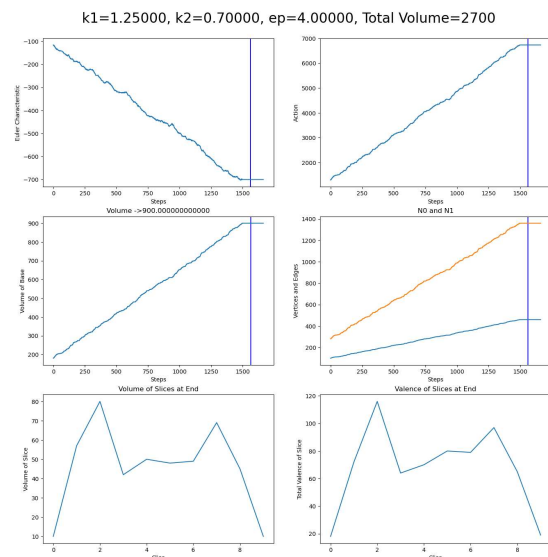 k1=1.25000, k2=0.70000, ep=4.00000, Total Volume=2700
−100
−200
−300
−400
−500
−600
−700
Euler Characteristic
0 250 500 750 1000 1250 1500
Steps
7000
6000
5000
4000
3000
2000
Action
0 250 500 750 1000 1250 1500
Steps
Volume ->900.000000000000
900
800
700
600
500
400
300
200
Volume of Base
0 250 500 750 1000 1250 1500
Steps
N0 and N1
1400
1200
1000
800
600
400
200
Vertices and Edges
0 250 500 750 1000 1250 1500
Steps
Volume of Slices at End
80
70
60
50
40
30
20
10
Volume of Slice
0 2 4 6 8
Valence of Slices at End
120
100
80
60
40
20
Total Valence of Slice
0 2 4 6 8